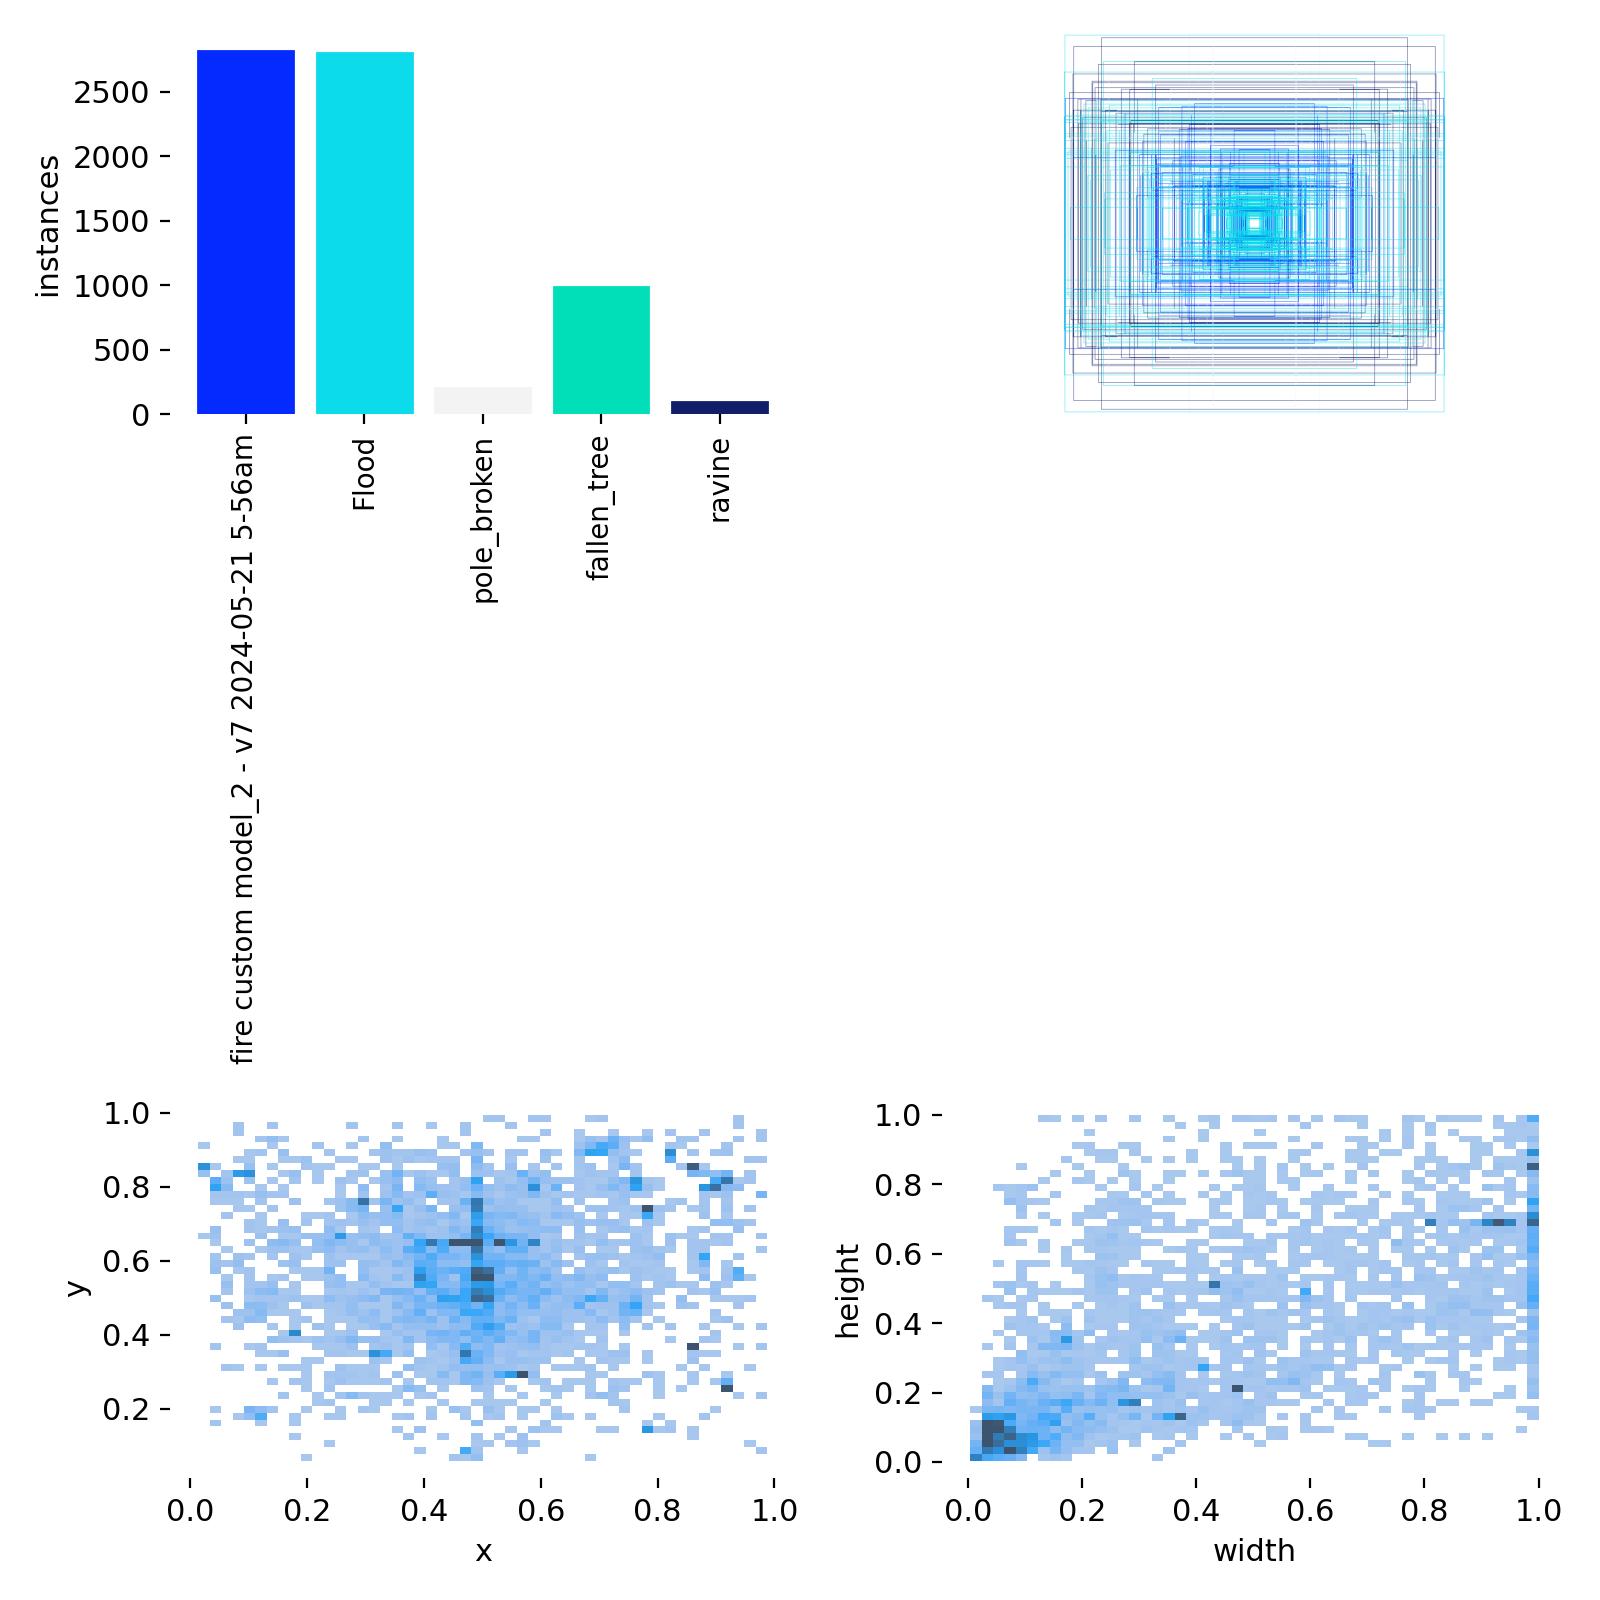 instances
2500
2000
1500
1000
500
0
fire custom model_2 - v7 2024-05-21 5-56am
Flood
pole_broken
fallen_tree
ravine
y
1.0
0.8
0.6
0.4
0.2
0.0 0.2 0.4 0.6 0.8 1.0
x
height
1.0
0.8
0.6
0.4
0.2
0.0
0.0 0.2 0.4 0.6 0.8 1.0
width